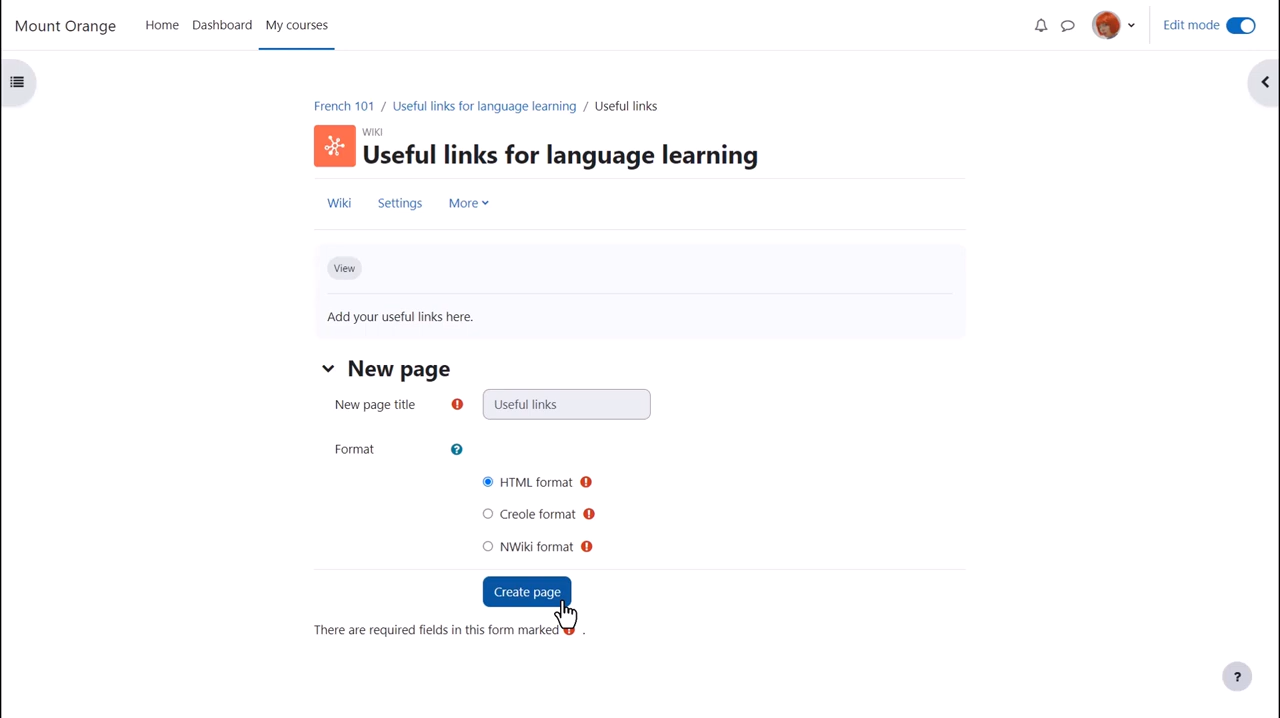 Mount Orange Home Dashboard My courses Edit mode
French 101 / Useful links for language learning / Useful links
WIKI
Useful links for language learning
Wiki Settings More
View
Add your useful links here.
New page
New page title ! Useful links
Format ?
HTML format !
Creole format !
NWiki format !
Create page
There are required fields in this form marked ! .
?